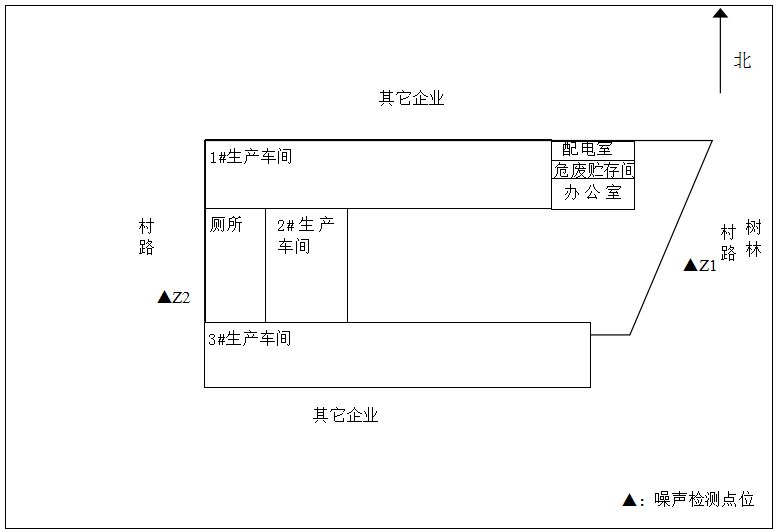 北
其它企业
1#生产车间
配电室
危废贮存间
办公室
村
路
厕所
2#生产
车间
村
路
树
林
▲Z1
▲Z2
3#生产车间
其它企业
▲：噪声检测点位